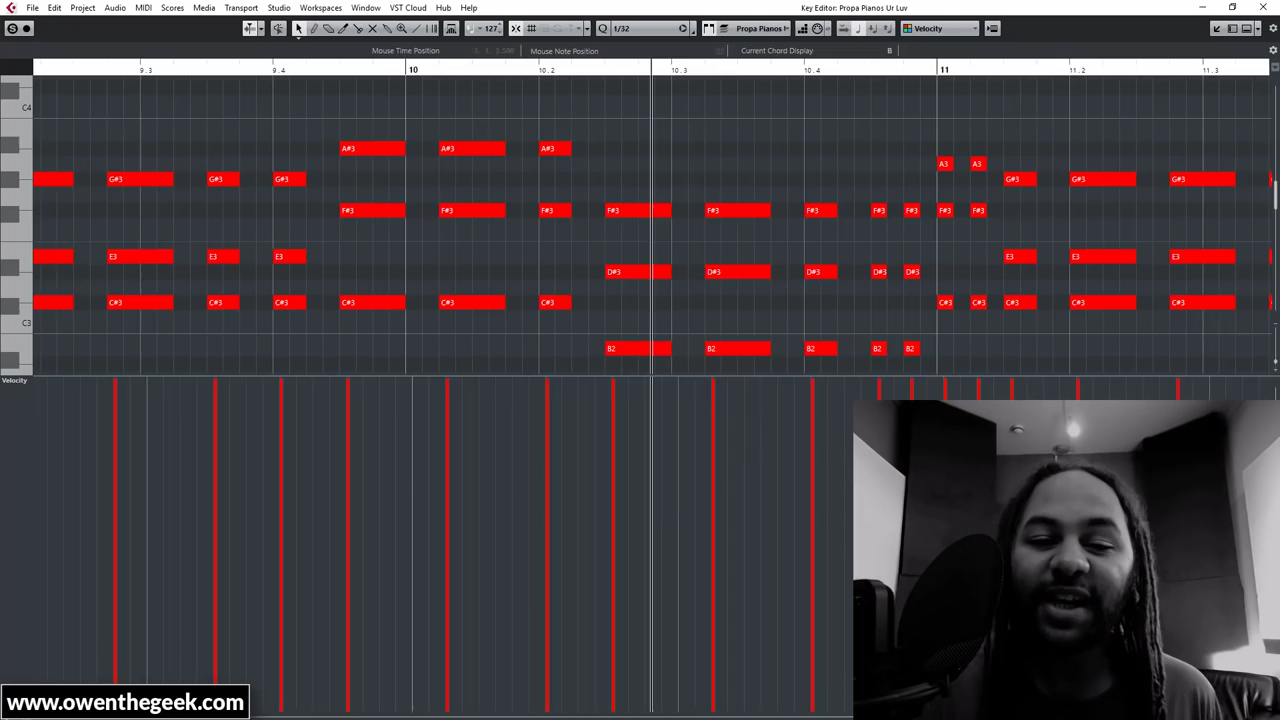 File Edit Project Audio MIDI Scores Media Transport Studio Workspaces Window VST Cloud Hub Help
Key Editor: Propa Pianos Ur Luv
127 1/32 Propa Pianos Velocity
Mouse Time Position Mouse Note Position Current Chord Display B
9.3 9.4 10 10.2 10.3 10.4 11 11.2 11.3
C4
A#3 A#3 A#3
A3 A3
G#3 G#3 G#3 G#3 G#3 G#3
F#3 F#3 F#3 F#3 F#3 F#3 F#3 F#3 F#3 F#3
E3 E3 E3 E3 E3 E3
D#3 D#3 D#3 D#3 D#3
C#3 C#3 C#3 C#3 C#3 C#3 C#3 C#3 C#3 C#3 C#3
C3
B2 B2 B2 B2 B2
Velocity
www.owenthegeek.com